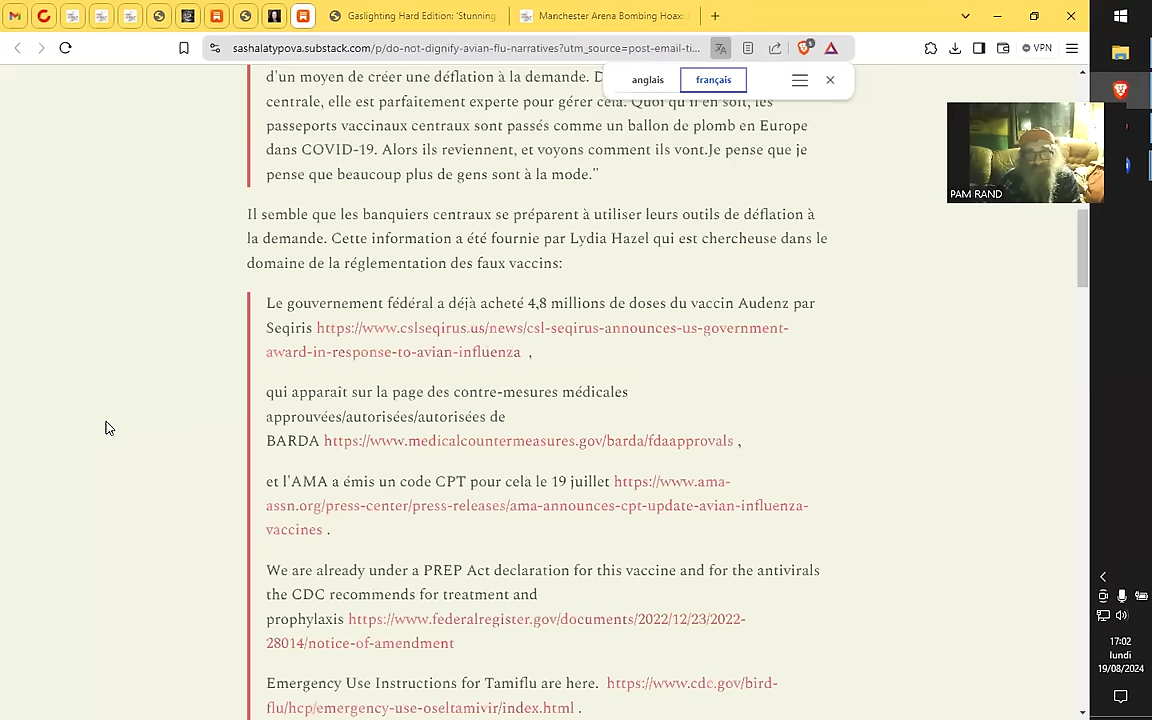 Gaslighting Hard Edition: 'Stunning
Manchester Arena Bombing Hoax:
sashalatypova.substack.com/p/do-not-dignify-avian-flu-narratives?utm_source=post-email-ti...
VPN
anglais
français
d'un moyen de créer une déflation à la demande.
centrale, elle est parfaitement experte pour gérer cela. Quoi qu'il en soit, les
passeports vaccinaux centraux sont passés comme un ballon de plomb en Europe
dans COVID-19. Alors ils reviennent, et voyons comment ils vont.Je pense que je
pense que beaucoup plus de gens sont à la mode."
PAM RAND
Il semble que les banquiers centraux se préparent à utiliser leurs outils de déflation à
la demande. Cette information a été fournie par Lydia Hazel qui est chercheuse dans le
domaine de la réglementation des faux vaccins:
Le gouvernement fédéral a déjà acheté 4,8 millions de doses du vaccin Audenz par
Seqiris https://www.cslseqirus.us/news/csl-seqirus-announces-us-government-
award-in-response-to-avian-influenza ,
qui apparaît sur la page des contre-mesures médicales
approuvées/autorisées/autorisées de
BARDA https://www.medicalcountermeasures.gov/barda/fdaapprovals ,
et l'AMA a émis un code CPT pour cela le 19 juillet https://www.ama-
assn.org/press-center/press-releases/ama-announces-cpt-update-avian-influenza-
vaccines .
We are already under a PREP Act declaration for this vaccine and for the antivirals
the CDC recommends for treatment and
prophylaxis https://www.federalregister.gov/documents/2022/12/23/2022-
28014/notice-of-amendment
Emergency Use Instructions for Tamiflu are here. https://www.cdc.gov/bird-
flu/hcp/emergency-use-oseltamivir/index.html .
17:02
lundi
19/08/2024